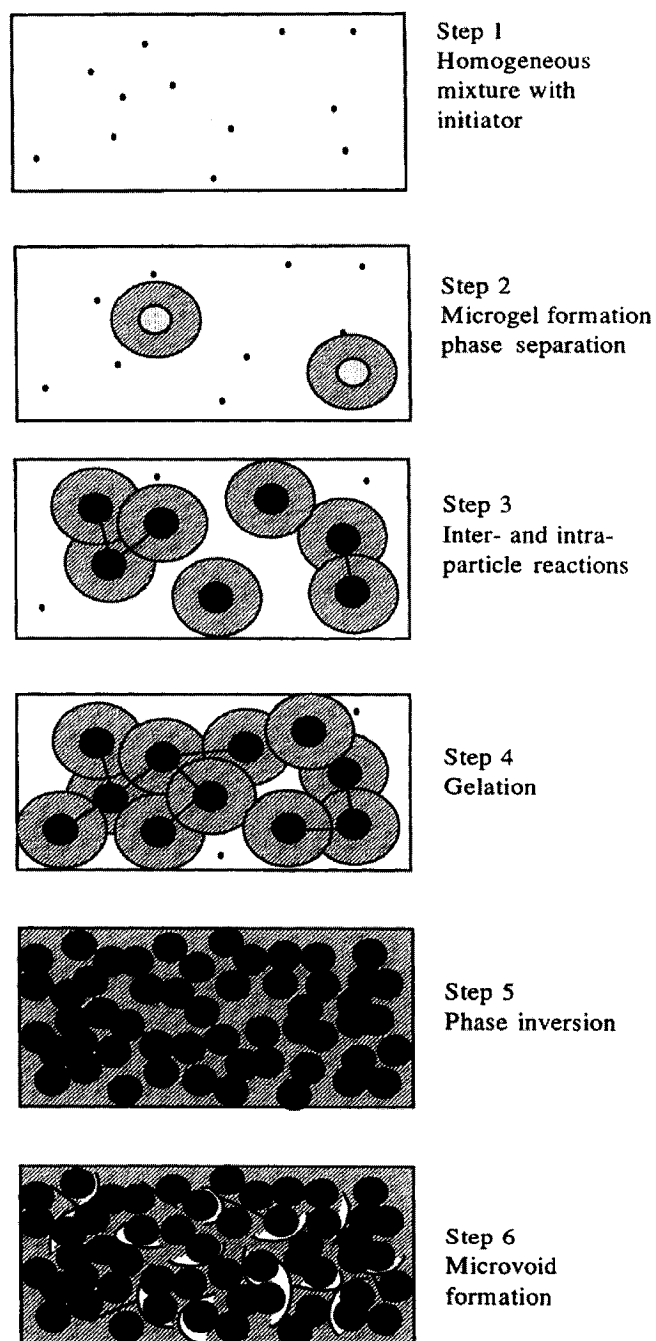 Step 1
Homogeneous
mixture with
initiator
Step 2
Microgel formation
phase separation
Step 3
Inter- and intra-
particle reactions
Step 4
Gelation
Step 5
Phase inversion
Step 6
Microvoid
formation